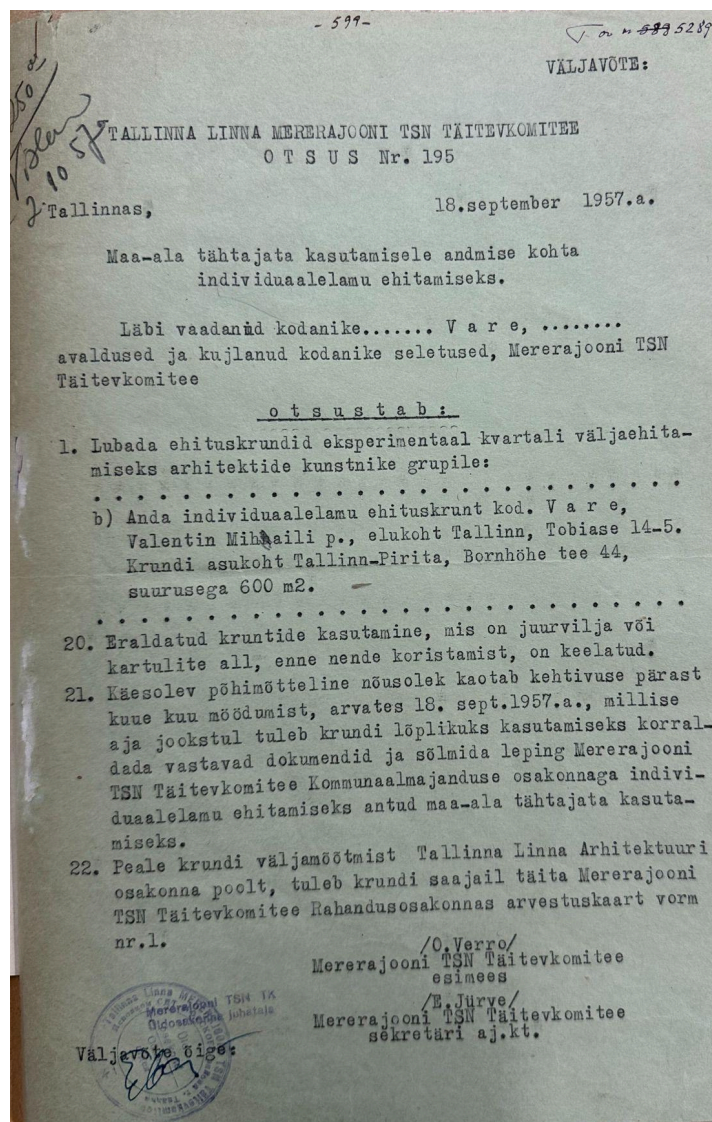 - 599-
5289
VÄLJAVÕTE:
TALLINNA LINNA MERERAJOONI TSN TÄITEVKOMITEE
O T S U S Nr. 195
Tallinnas,
18.september 1957.a.
Maa-ala tähtajata kasutamisele andmise kohta
individuaalelamu ehitamiseks.
Läbi vaadanud kodanike....... V a r e, ........
avaldused ja kujlanud kodanike seletused, Mererajooni TSN
Täitevkomitee
o t s u s t a b :
1. Lubada ehituskrundid eksperimentaal kvartali väljaehita-
miseks arhitektide kunstnike grupile:
. . . . . . . . . . . . . . . . . . . . . . . . . . .
b) Anda individuaalelamu ehituskrunt kod. V a r e,
Valentin Mihhaili p., elukoht Tallinn, Tobiase 14-5.
Krundi asukoht Tallinn-Pirita, Bornhöhe tee 44,
suurusega 600 m2.
. . . . . . . . . . . . . . . . . . . . . . . . . . .
20. Eraldatud kruntide kasutamine, mis on juurvilja või
kartulite all, enne nende koristamist, on keelatud.
21. Käesolev põhimõtteline nõusolek kaotab kehtivuse pärast
kuue kuu möödumist, arvates 18. sept.1957.a., millise
aja jookstul tuleb krundi lõplikuks kasutamiseks korral-
dada vastavad dokumendid ja sõlmida leping Mererajooni
TSN Täitevkomitee Kommunaalmajanduse osakonnaga indivi-
duaalelamu ehitamiseks antud maa-ala tähtajata kasuta-
miseks.
22. Peale krundi väljamõõtmist Tallinna Linna Arhitektuuri
osakonna poolt, tuleb krundi saajail täita Mererajooni
TSN Täitevkomitee Rahandusosakonnas arvestuskaart vorm
nr.1.
/O.Verro/
Mererajooni TSN Täitevkomitee
esimees
/E.Jürve/
Mererajooni TSN Täitevkomitee
sekretäri aj.kt.
Mererajooni TSN TK
Üldosakonna juhataja
Väljavõte õige: